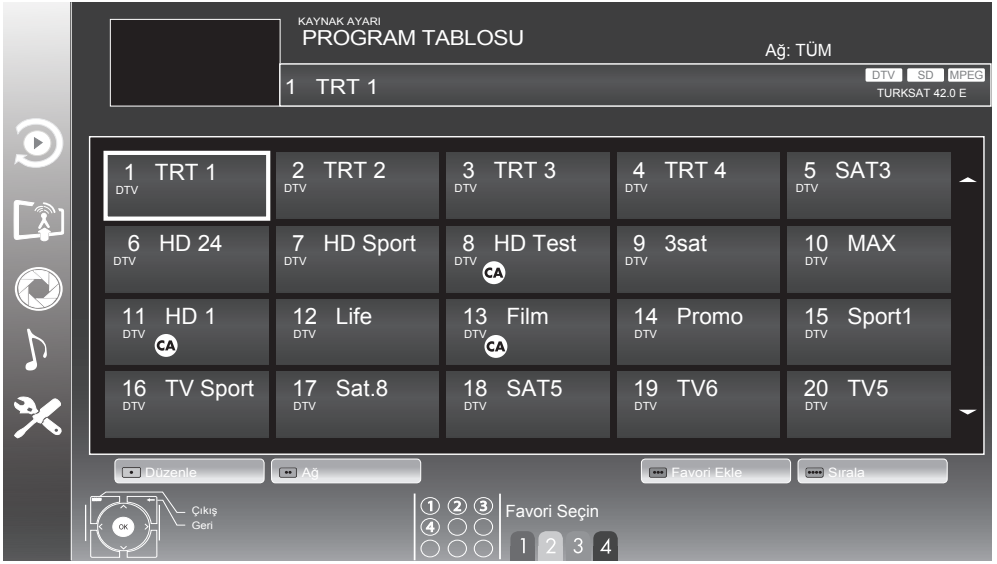 KAYNAK AYARI
PROGRAM TABLOSU
Ağ: TÜM
1 TRT 1
DTV SD MPEG
TURKSAT 42.0 E
1 TRT 1
DTV
2 TRT 2
DTV
3 TRT 3
DTV
4 TRT 4
DTV
5 SAT3
DTV
6 HD 24
DTV
7 HD Sport
DTV
8 HD Test
DTV
CA
9 3sat
DTV
10 MAX
DTV
11 HD 1
DTV
CA
12 Life
DTV
13 Film
DTV
CA
14 Promo
DTV
15 Sport1
DTV
16 TV Sport
DTV
17 Sat.8
DTV
18 SAT5
DTV
19 TV6
DTV
20 TV5
DTV
Düzenle
Ağ
Favori Ekle
Sırala
OK
Çıkış
Geri
1 2 3
4
Favori Seçin
1 2 3 4